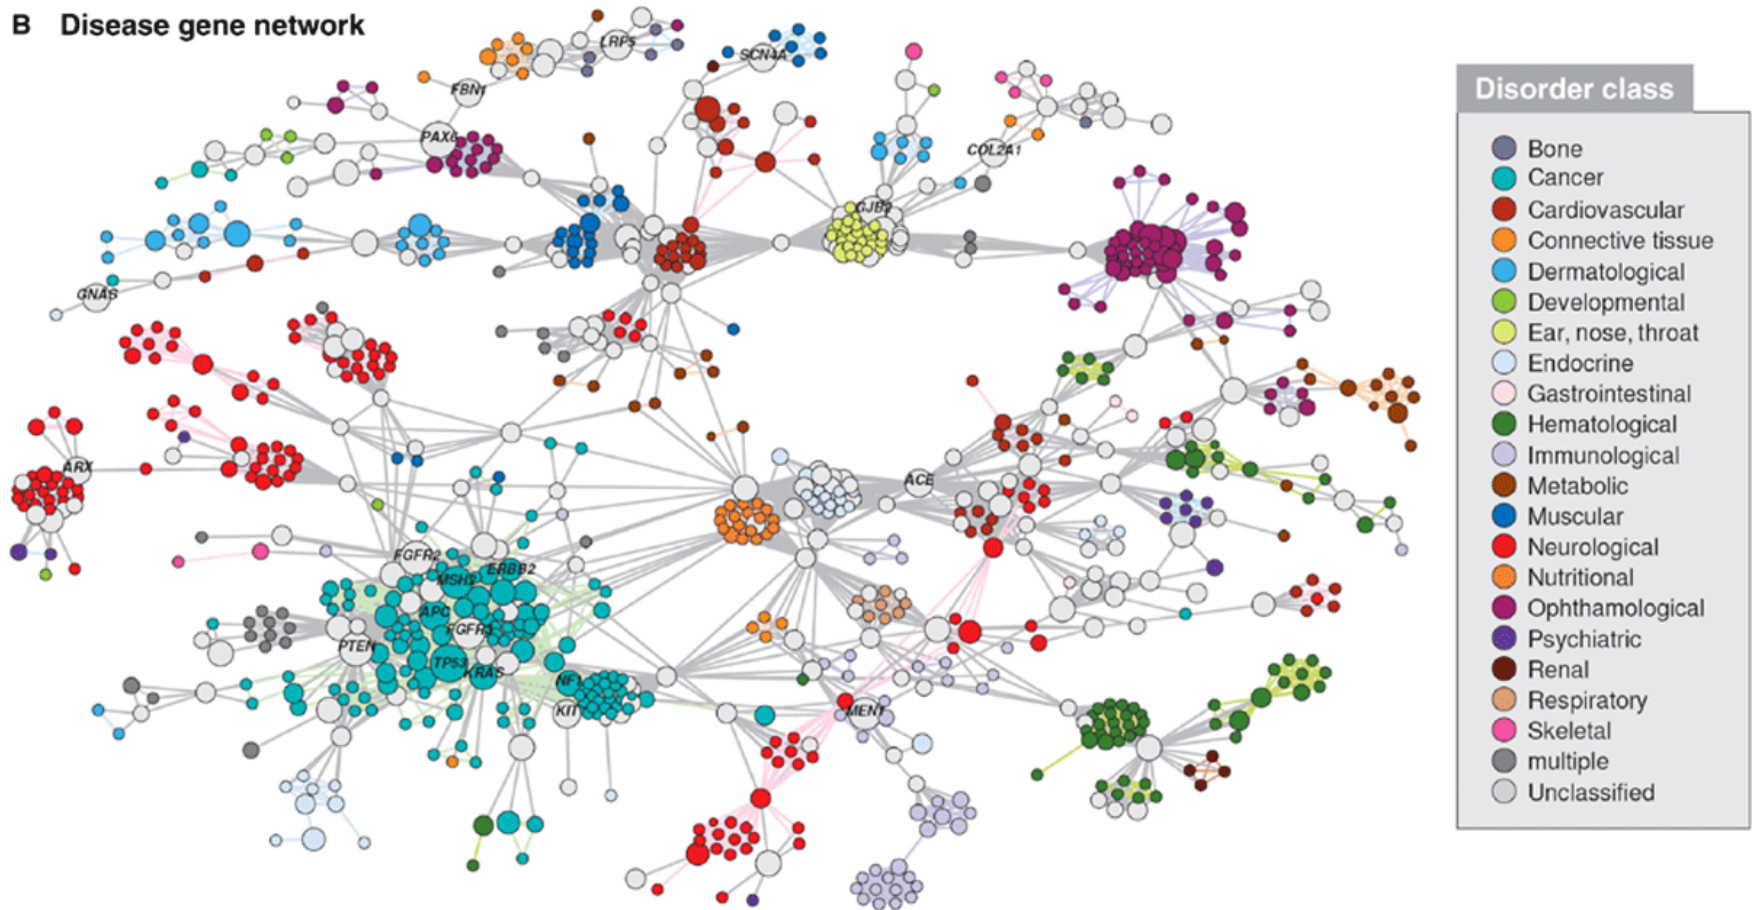 B Disease gene network
LRP5
SCN4A
FBN1
PAX6
COL2A1
GJB2
GNAS
ARX
ACE
FGFR2
ERBB2
MSH2
APC
PTEN
TP53
KRAS
NF1
KIT
MEN1
Disorder class
Bone
Cancer
Cardiovascular
Connective tissue
Dermatological
Developmental
Ear, nose, throat
Endocrine
Gastrointestinal
Hematological
Immunological
Metabolic
Muscular
Neurological
Nutritional
Ophthamological
Psychiatric
Renal
Respiratory
Skeletal
multiple
Unclassified